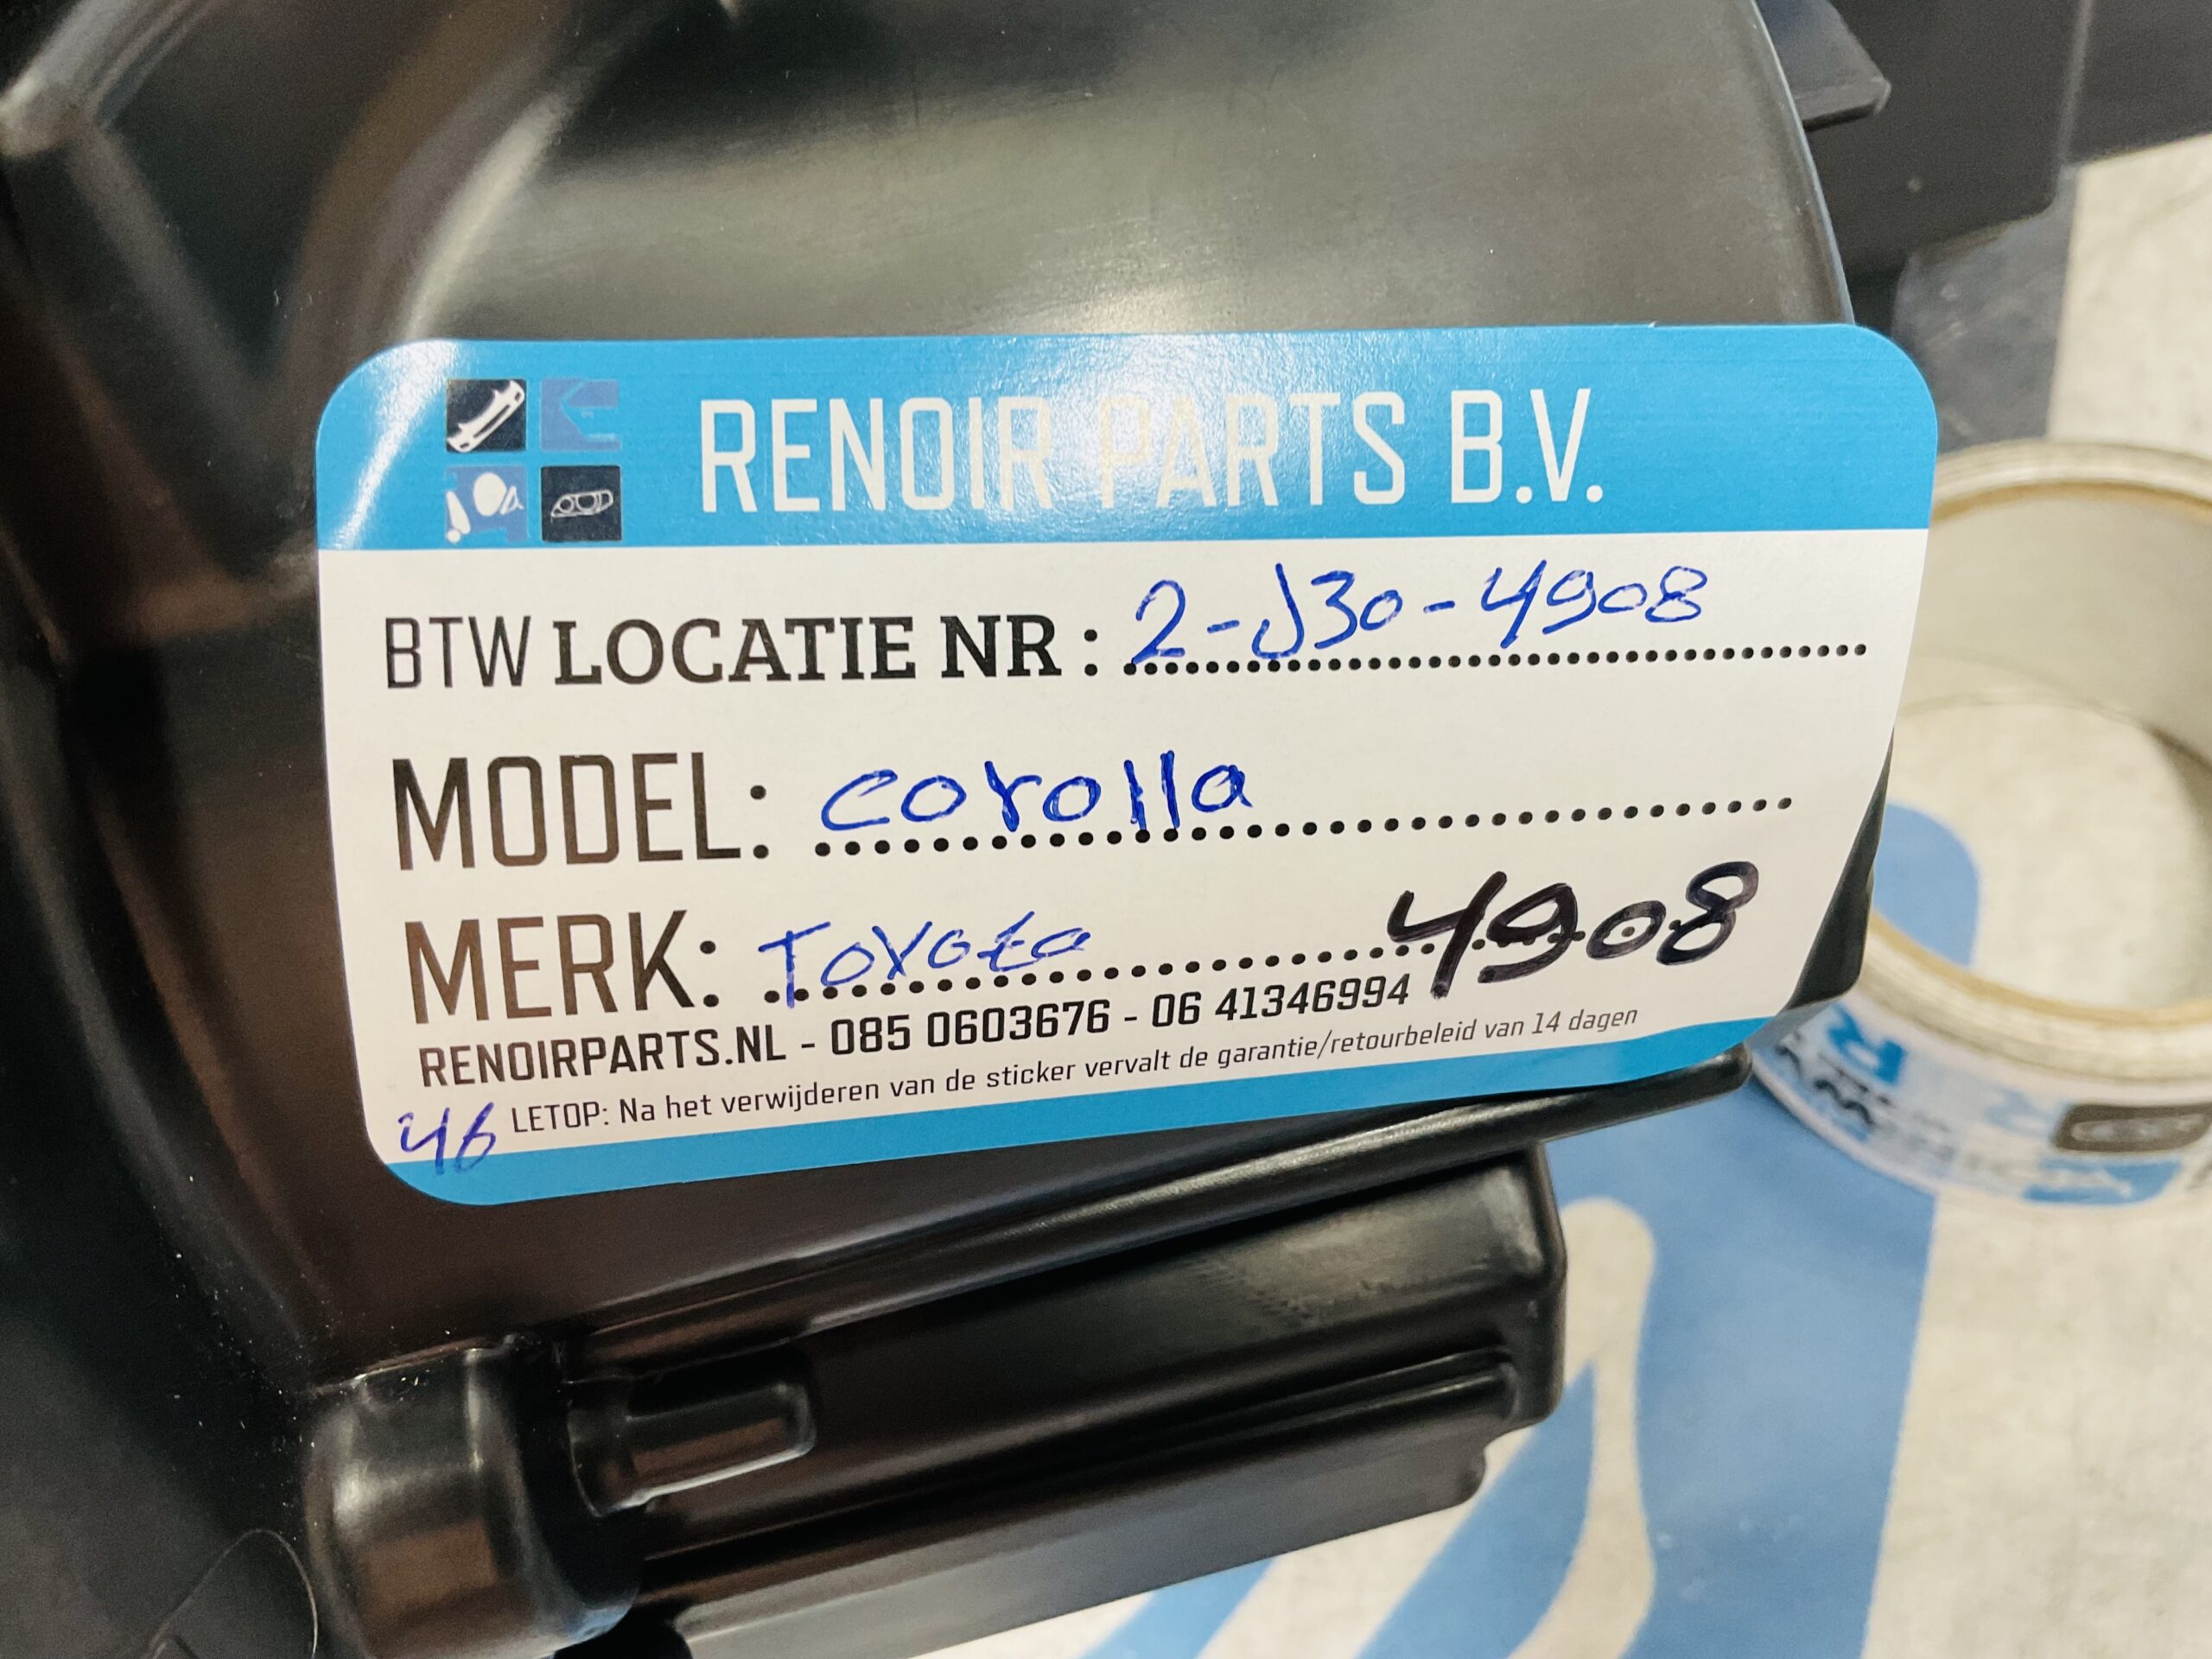 RENOIR PARTS B.V.
BTW LOCATIE NR : 2-J30-4908
MODEL: corolla
MERK: Toyota 4908
RENOIRPARTS.NL - 085 0603676 - 06 41346994
46 LETOP: Na het verwijderen van de sticker vervalt de garantie/retourbeleid van 14 dagen